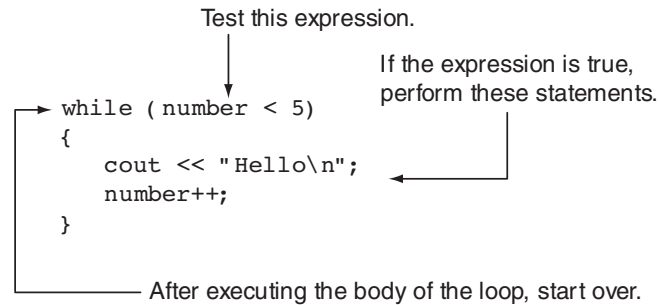 Test this expression.
If the expression is true,
perform these statements.
while ( number < 5)
{
cout << "Hello\n";
number++;
}
After executing the body of the loop, start over.